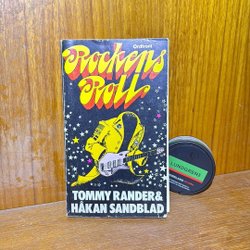 Ordfront
Rockens
Roll
TOMMY RANDER &
HÅKAN SANDBLAD
LUNDGRENS